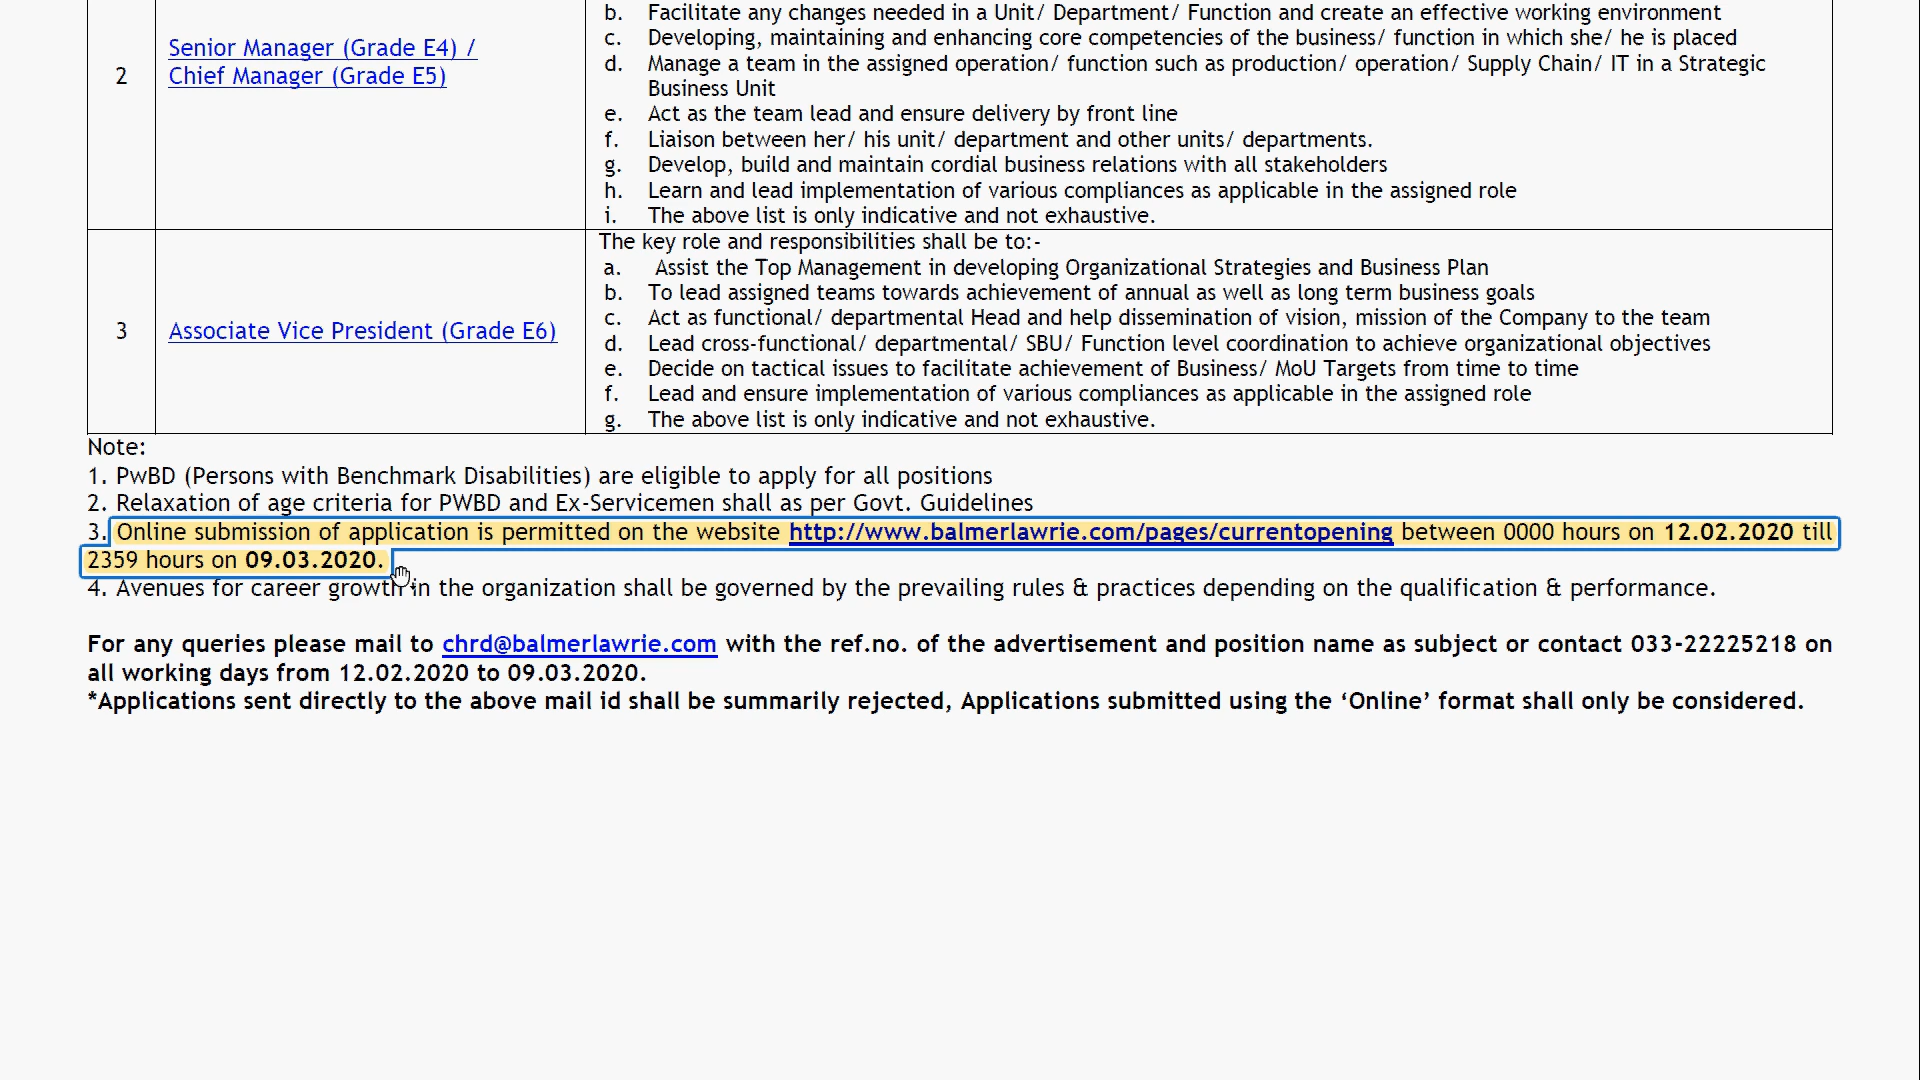 b. Facilitate any changes needed in a Unit/ Department/ Function and create an effective working environment
c. Developing, maintaining and enhancing core competencies of the business/ function in which she/ he is placed
d. Manage a team in the assigned operation/ function such as production/ operation/ Supply Chain/ IT in a Strategic
Business Unit
e. Act as the team lead and ensure delivery by front line
f. Liaison between her/ his unit/ department and other units/ departments.
g. Develop, build and maintain cordial business relations with all stakeholders
h. Learn and lead implementation of various compliances as applicable in the assigned role
i. The above list is only indicative and not exhaustive.
2
Senior Manager (Grade E4) /
Chief Manager (Grade E5)
The key role and responsibilities shall be to:-
a. Assist the Top Management in developing Organizational Strategies and Business Plan
b. To lead assigned teams towards achievement of annual as well as long term business goals
c. Act as functional/ departmental Head and help dissemination of vision, mission of the Company to the team
d. Lead cross-functional/ departmental/ SBU/ Function level coordination to achieve organizational objectives
e. Decide on tactical issues to facilitate achievement of Business/ MoU Targets from time to time
f. Lead and ensure implementation of various compliances as applicable in the assigned role
g. The above list is only indicative and not exhaustive.
3
Associate Vice President (Grade E6)
Note:
1. PwBD (Persons with Benchmark Disabilities) are eligible to apply for all positions
2. Relaxation of age criteria for PWBD and Ex-Servicemen shall as per Govt. Guidelines
3. Online submission of application is permitted on the website http://www.balmerlawrie.com/pages/currentopening between 0000 hours on 12.02.2020 till
2359 hours on 09.03.2020.
4. Avenues for career growth in the organization shall be governed by the prevailing rules & practices depending on the qualification & performance.
For any queries please mail to chrd@balmerlawrie.com with the ref.no. of the advertisement and position name as subject or contact 033-22225218 on
all working days from 12.02.2020 to 09.03.2020.
*Applications sent directly to the above mail id shall be summarily rejected, Applications submitted using the ‘Online’ format shall only be considered.